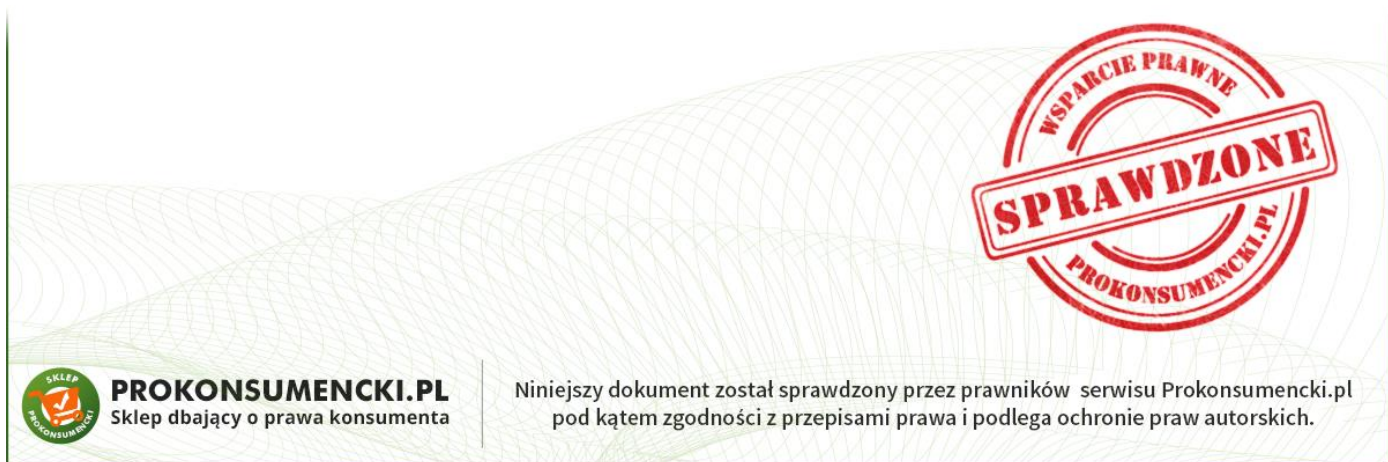 WSPARCIE PRAWNE
SPRAWDZONE
PROKONSUMENCKI.PL
SKLEP
PROKONSUMENCKI
PROKONSUMENCKI.PL
Sklep dbający o prawa konsumenta
Niniejszy dokument został sprawdzony przez prawników serwisu Prokonsumencki.pl
pod kątem zgodności z przepisami prawa i podlega ochronie praw autorskich.